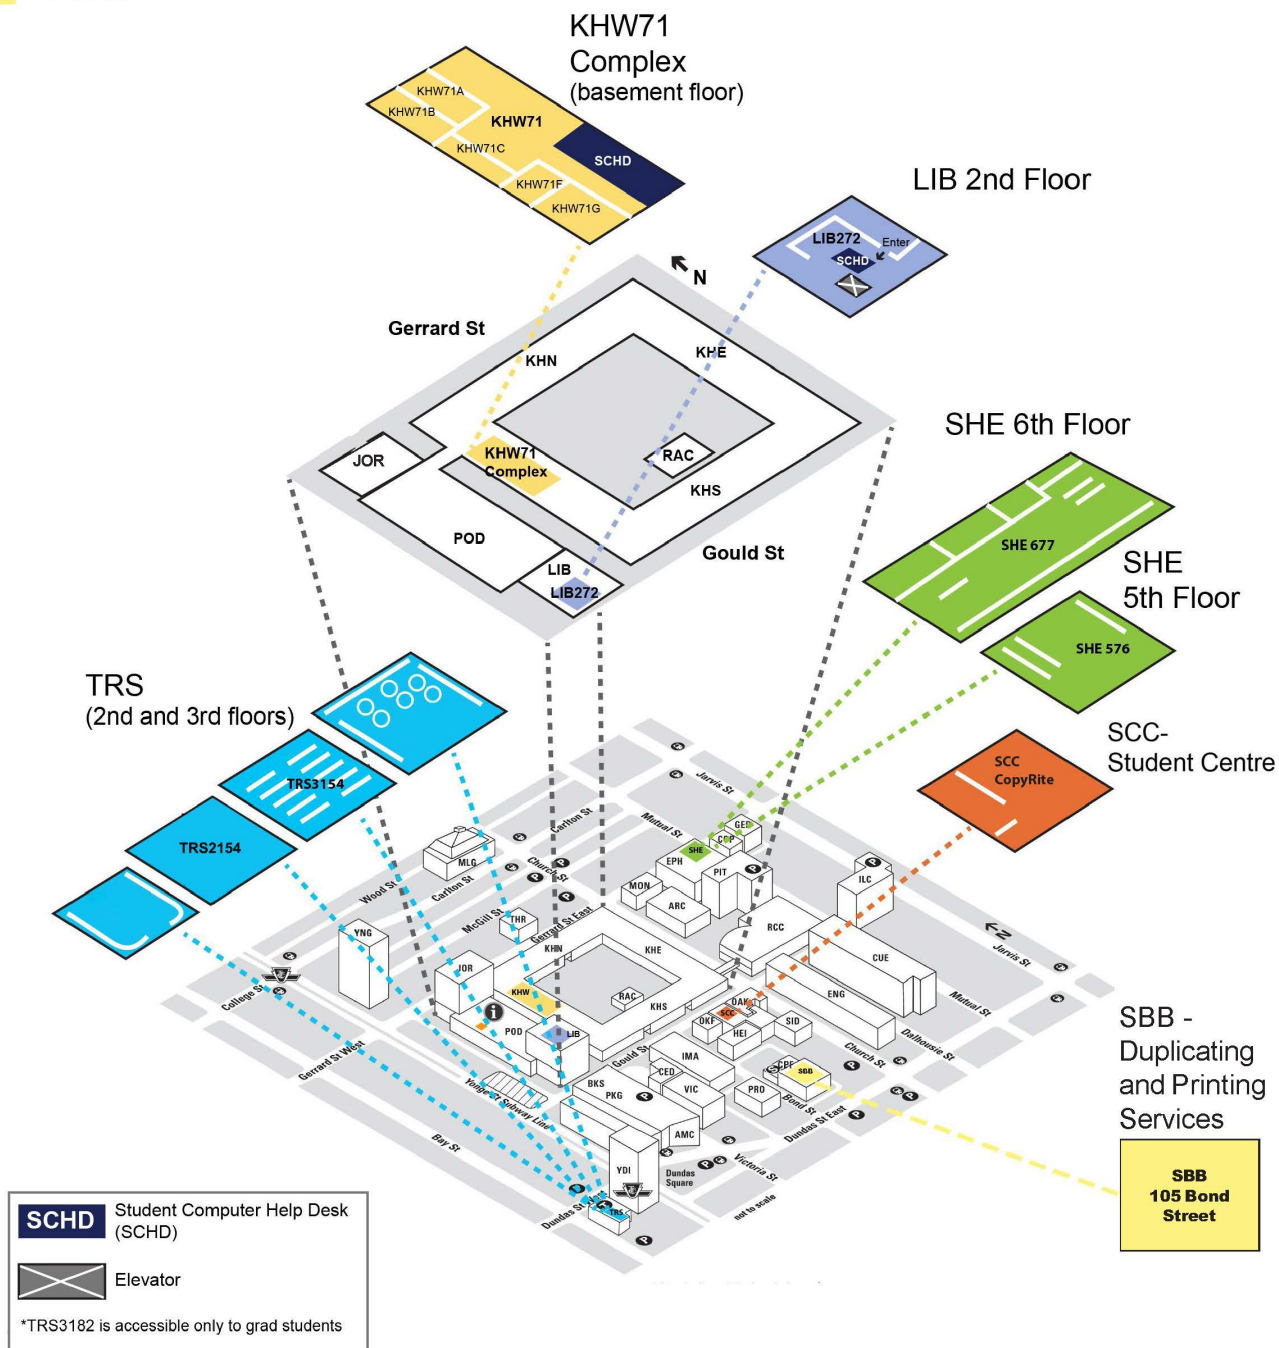 KHW71
Complex
(basement floor)
KHW71A
KHW71B
KHW71
KHW71C
SCHD
KHW71F
KHW71G
LIB 2nd Floor
LIB272
Enter
SCHD
N
Gerrard St
KHN
KHE
JOR
KHW71
Complex
RAC
KHS
POD
Gould St
LIB
LIB272
SHE 6th Floor
SHE 677
SHE
5th Floor
SHE 576
TRS
(2nd and 3rd floors)
TRS3154
TRS2154
SCC-
Student Centre
SCC
CopyRite
Jarvis St
Carlton St
Mutual St
GER
COP
SHE
EPH
PIT
MLG
Church St
Wood St
Carlton St
MON
ARC
ILC
McGill St
THR
Gerrard St East
RCC
YNG
KHN
KHE
CUE
N
Jarvis St
JOR
College St
KHW
RAC
KHS
OAK
ENG
Mutual St
i
POD
LIB
SCC
OKF
HEI
SID
Dalhousie St
Gerrard St West
Gould St
IMA
Church St
CED
CPF
SBB
BKS
PKG
VIC
PRO
Bond St
Yonge St Subway Line
AMC
Dundas St East
Bay St
YDI
Dundas
Square
Victoria St
Dundas St West
TRS
not to scale
SBB -
Duplicating
and Printing
Services
SBB
105 Bond
Street
SCHD
Student Computer Help Desk
(SCHD)
Elevator
*TRS3182 is accessible only to grad students